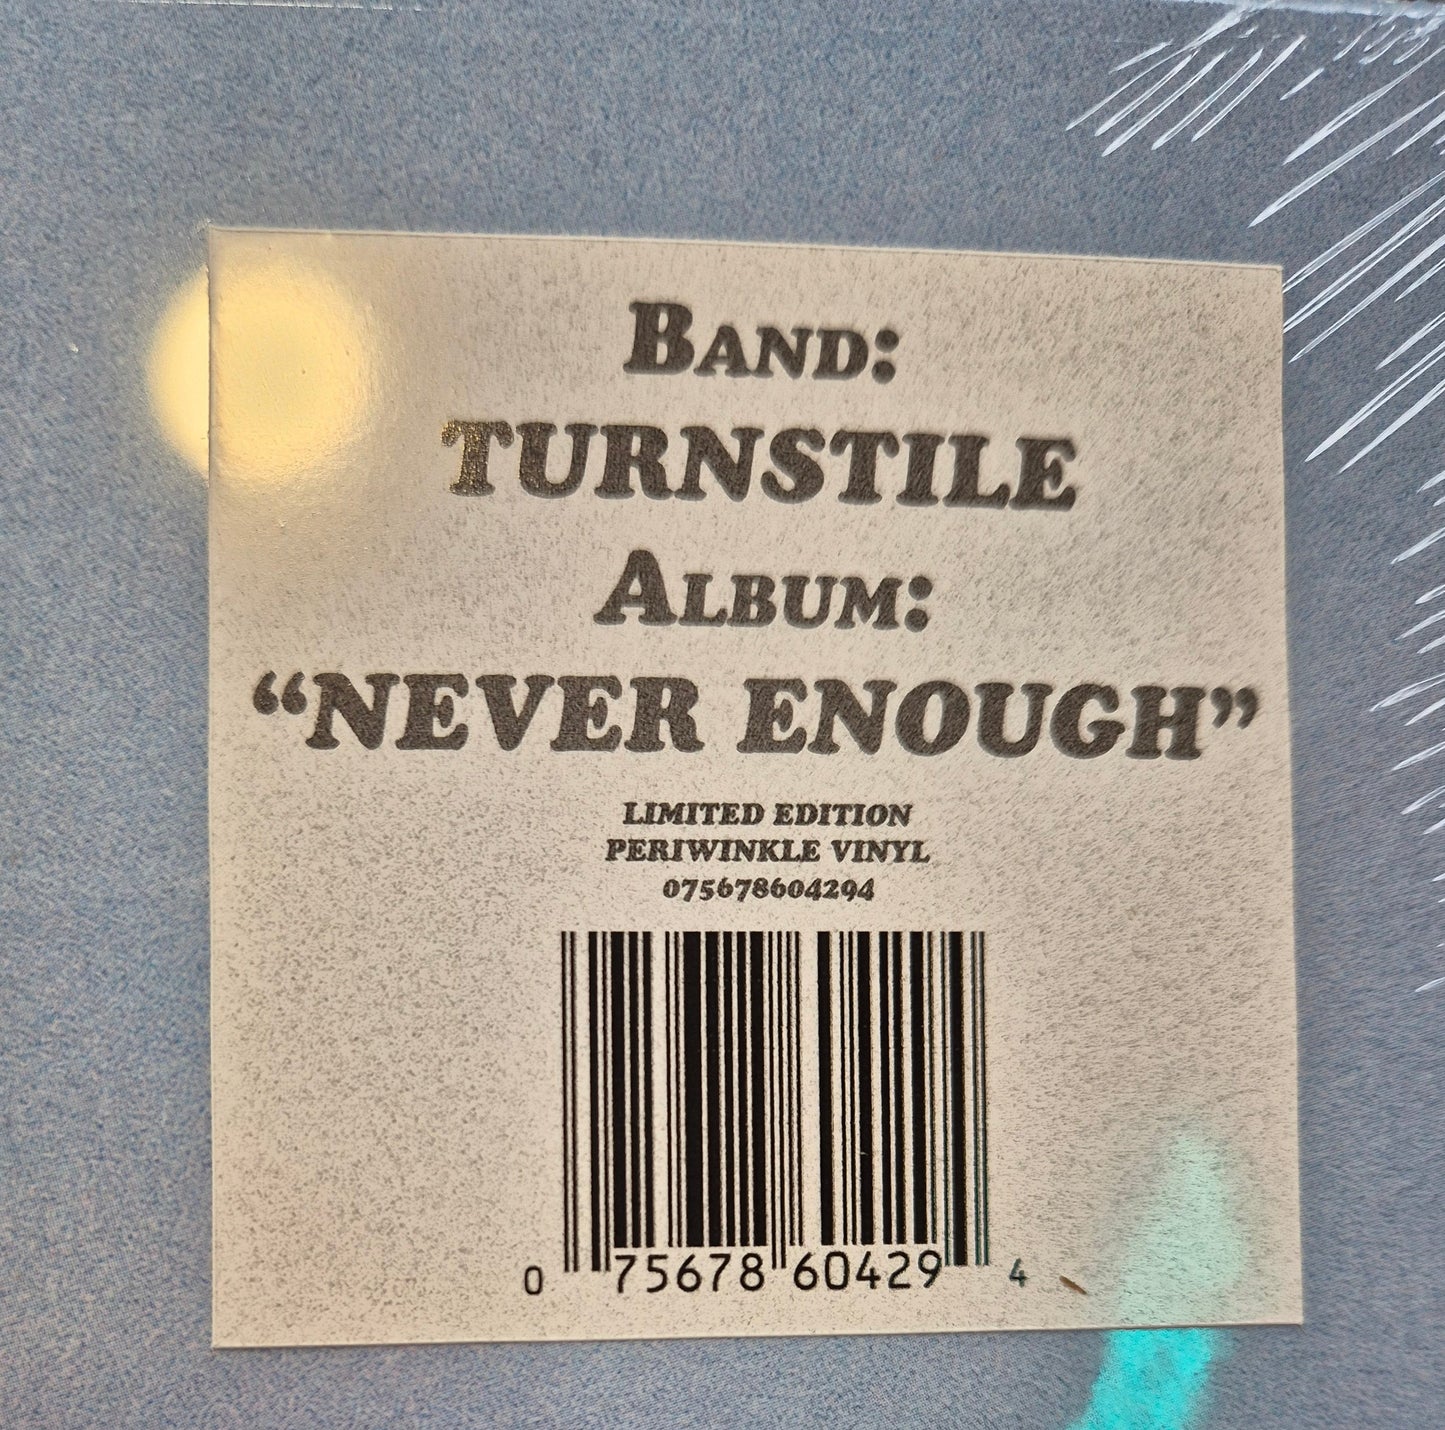 BAND:
TURNSTILE
ALBUM:
“NEVER ENOUGH”
LIMITED EDITION
PERIWINKLE VINYL
075678604294
0 75678 60429 4